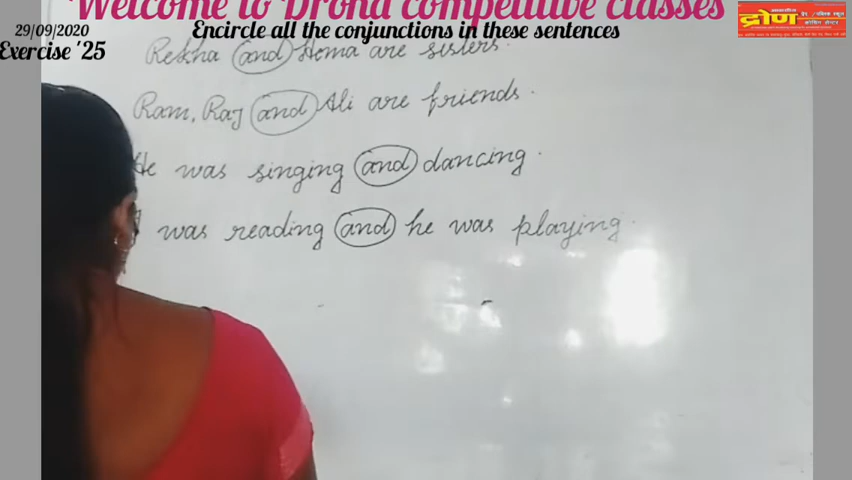 Welcome to Drona competitive classes
Encircle all the conjunctions in these sentences
29/09/2020
Exercise '25
द्रोण
Rekha and Hema are sisters.
Ram, Raj and Ali are friends.
He was singing and dancing.
I was reading and he was playing.